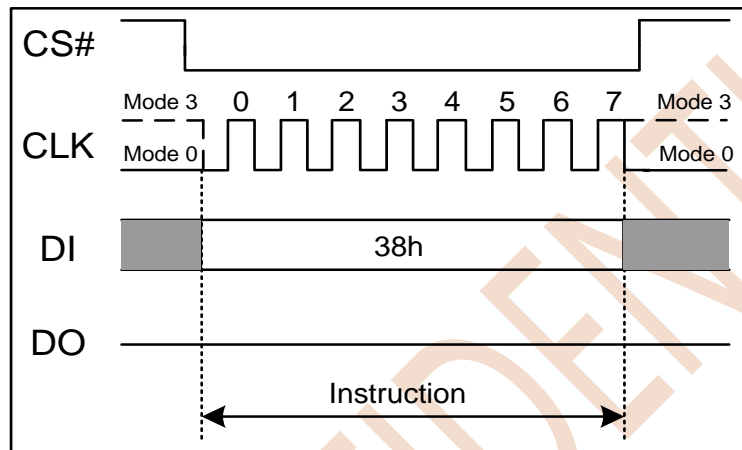 CS#
Mode 3 0 1 2 3 4 5 6 7 Mode 3
CLK
Mode 0 Mode 0
DI 38h
DO
Instruction